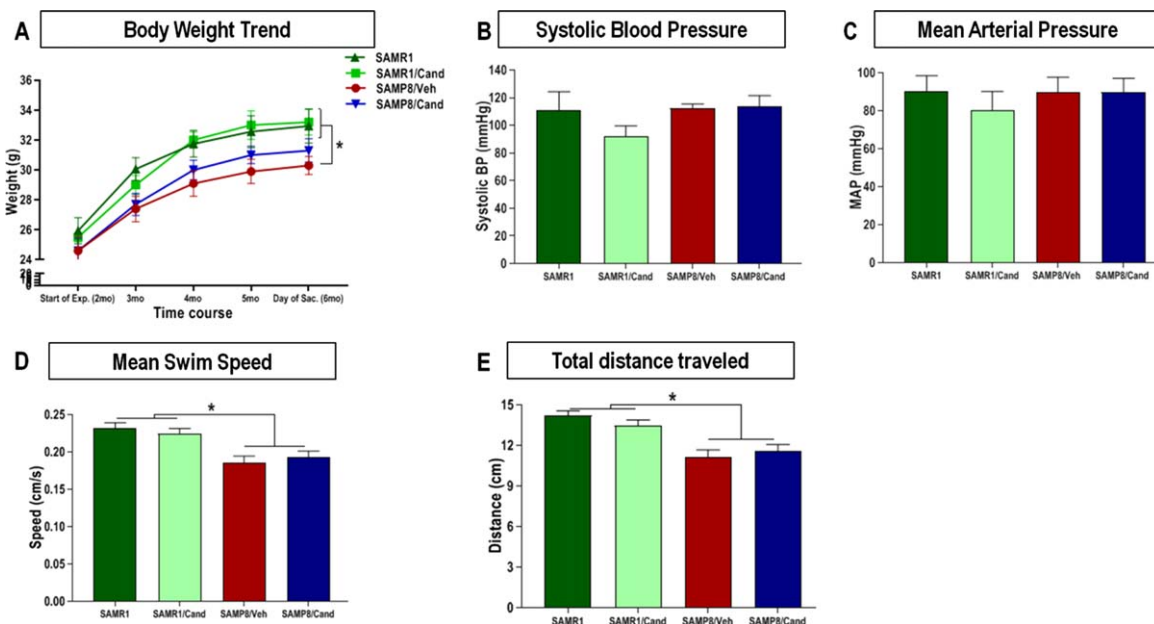 A
Body Weight Trend
SAMR1
SAMR1/Cand
SAMP8/Veh
SAMP8/Cand
Weight (g)
36
34
32
30
28
26
24
20
*
Start of Exp. (2mo) 3mo 4mo 5mo Day of Sac. (6mo)
Time course
B
Systolic Blood Pressure
Systolic BP (mmHg)
140
120
100
80
60
40
20
0
SAMR1 SAMR1/Cand SAMP8/Veh SAMP8/Cand
C
Mean Arterial Pressure
MAP (mmHg)
100
80
60
40
20
0
SAMR1 SAMR1/Cand SAMP8/Veh SAMP8/Cand
D
Mean Swim Speed
Speed (cm/s)
0.25
0.20
0.15
0.10
0.05
0.00
*
SAMR1 SAMR1/Cand SAMP8/Veh SAMP8/Cand
E
Total distance traveled
Distance (cm)
15
12
9
6
3
0
*
SAMR1 SAMR1/Cand SAMP8/Veh SAMP8/Cand